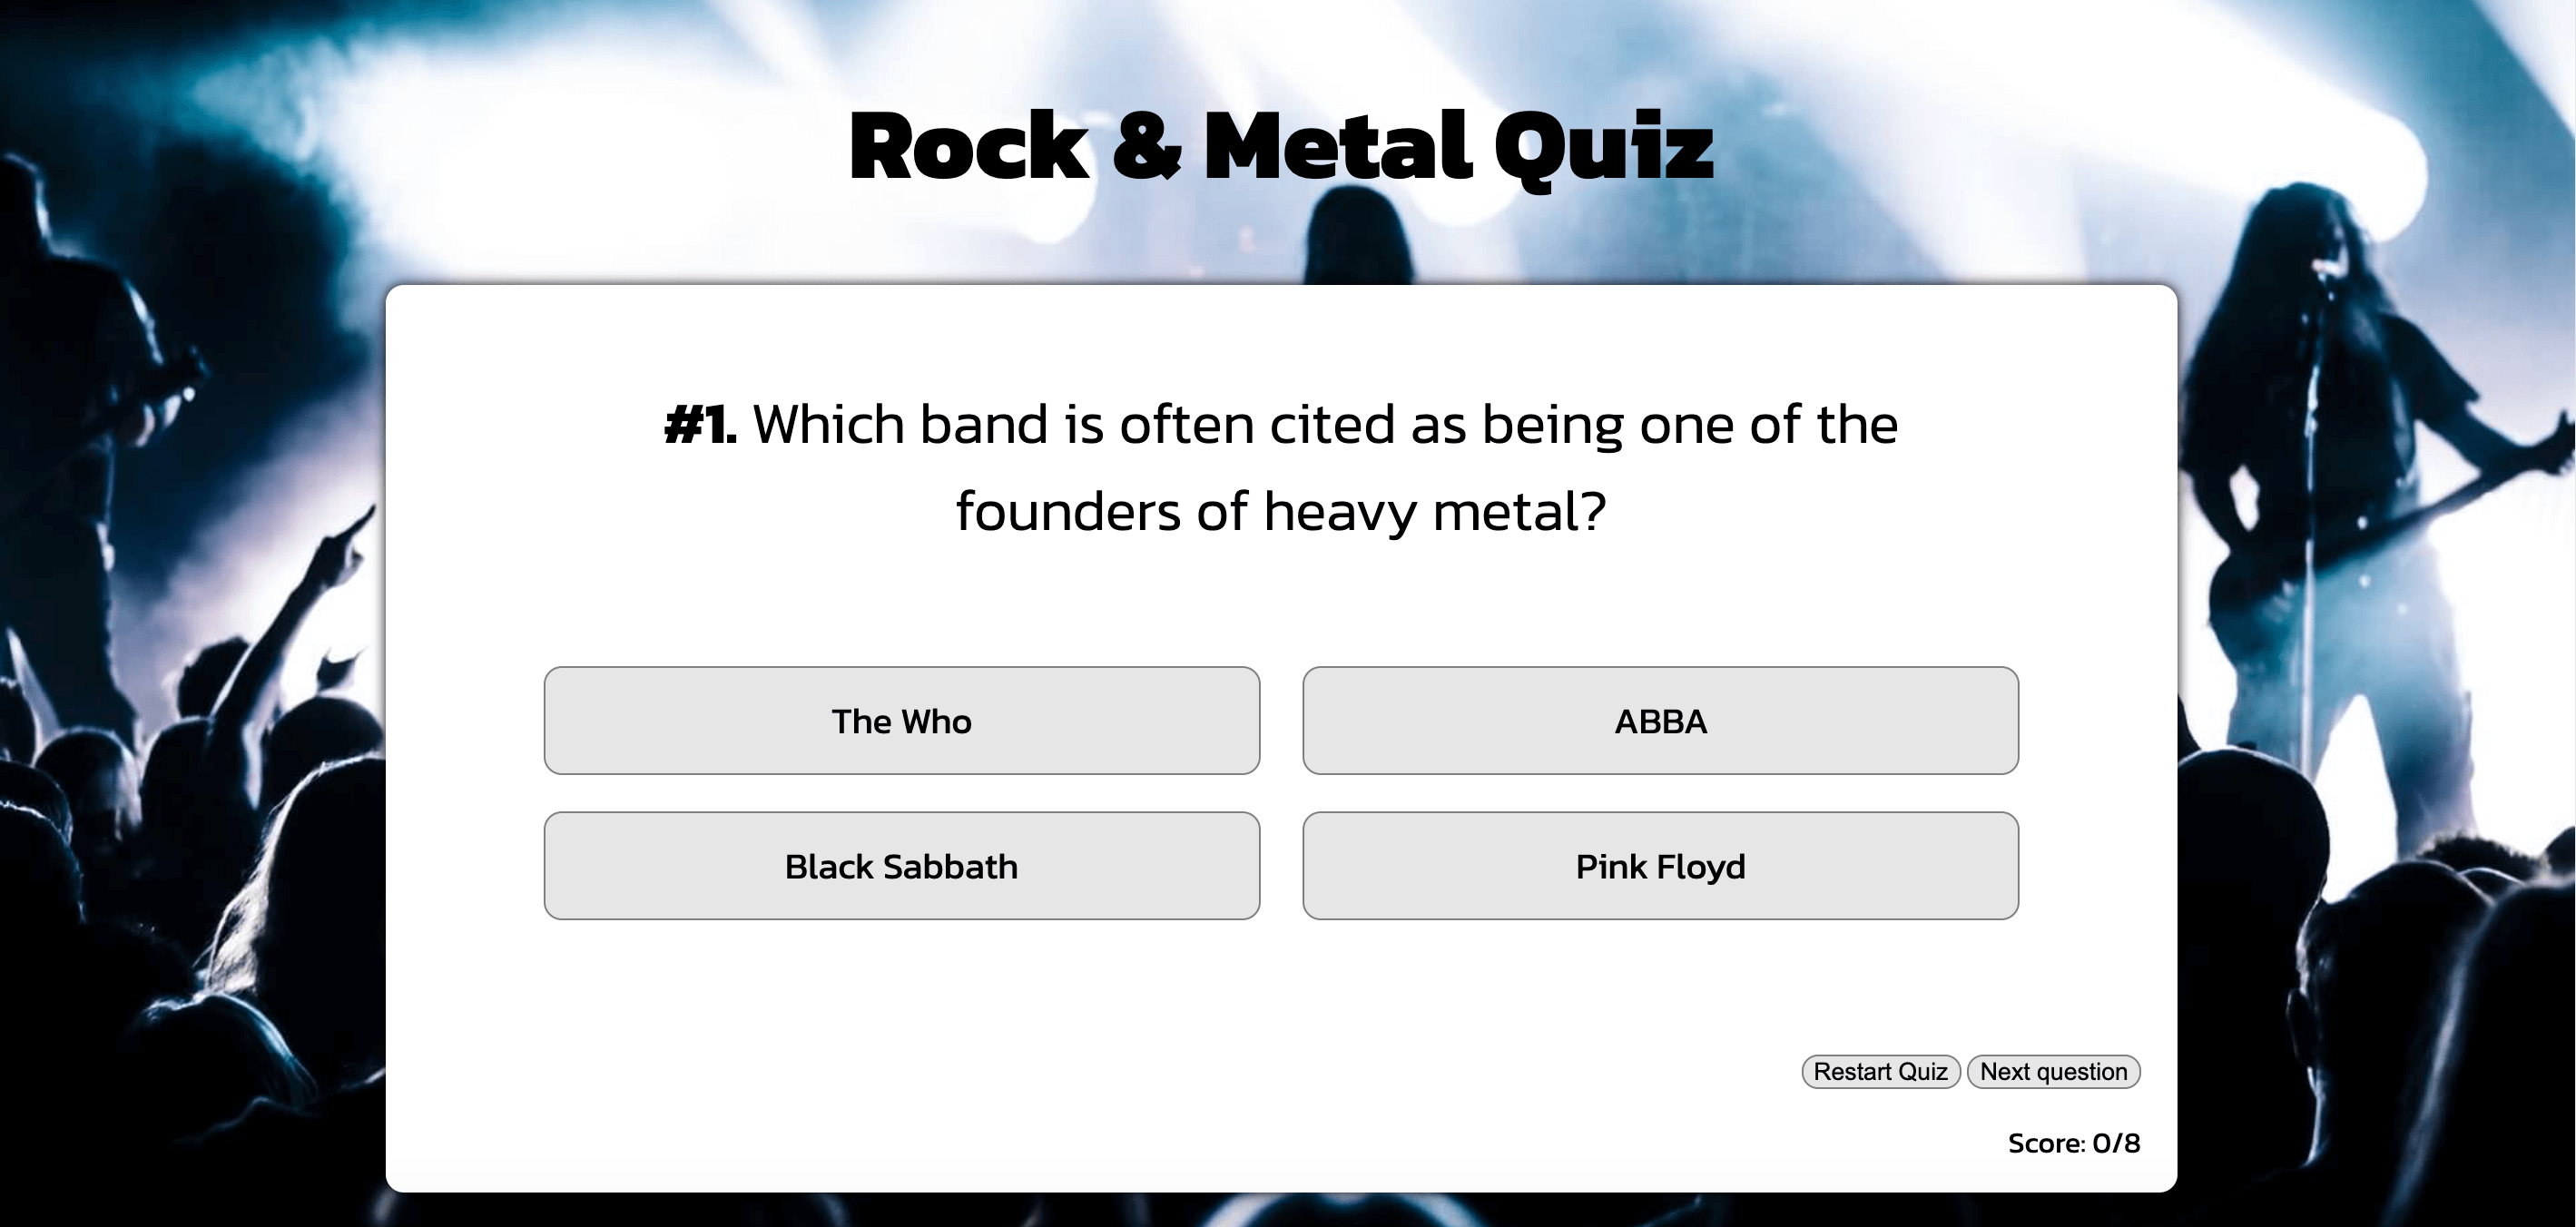 Rock & Metal Quiz
#1. Which band is often cited as being one of the
founders of heavy metal?
The Who
ABBA
Black Sabbath
Pink Floyd
Restart Quiz
Next question
Score: 0/8